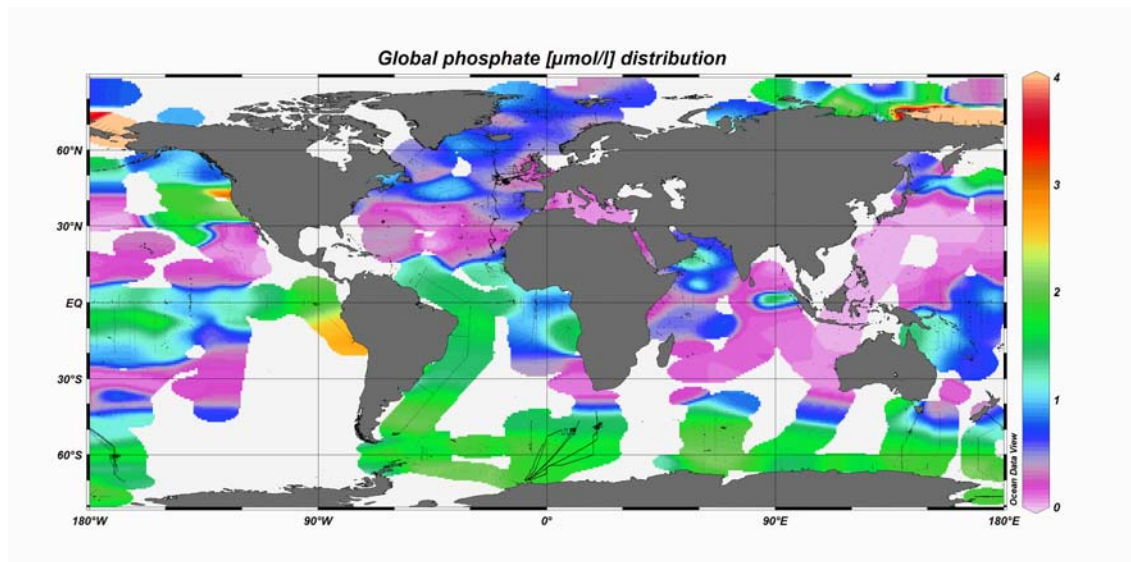 Global phosphate [µmol/l] distribution
60°N
30°N
EQ
30°S
60°S
180°W
90°W
0°
90°E
180°E
4
3
2
1
0
Ocean Data View